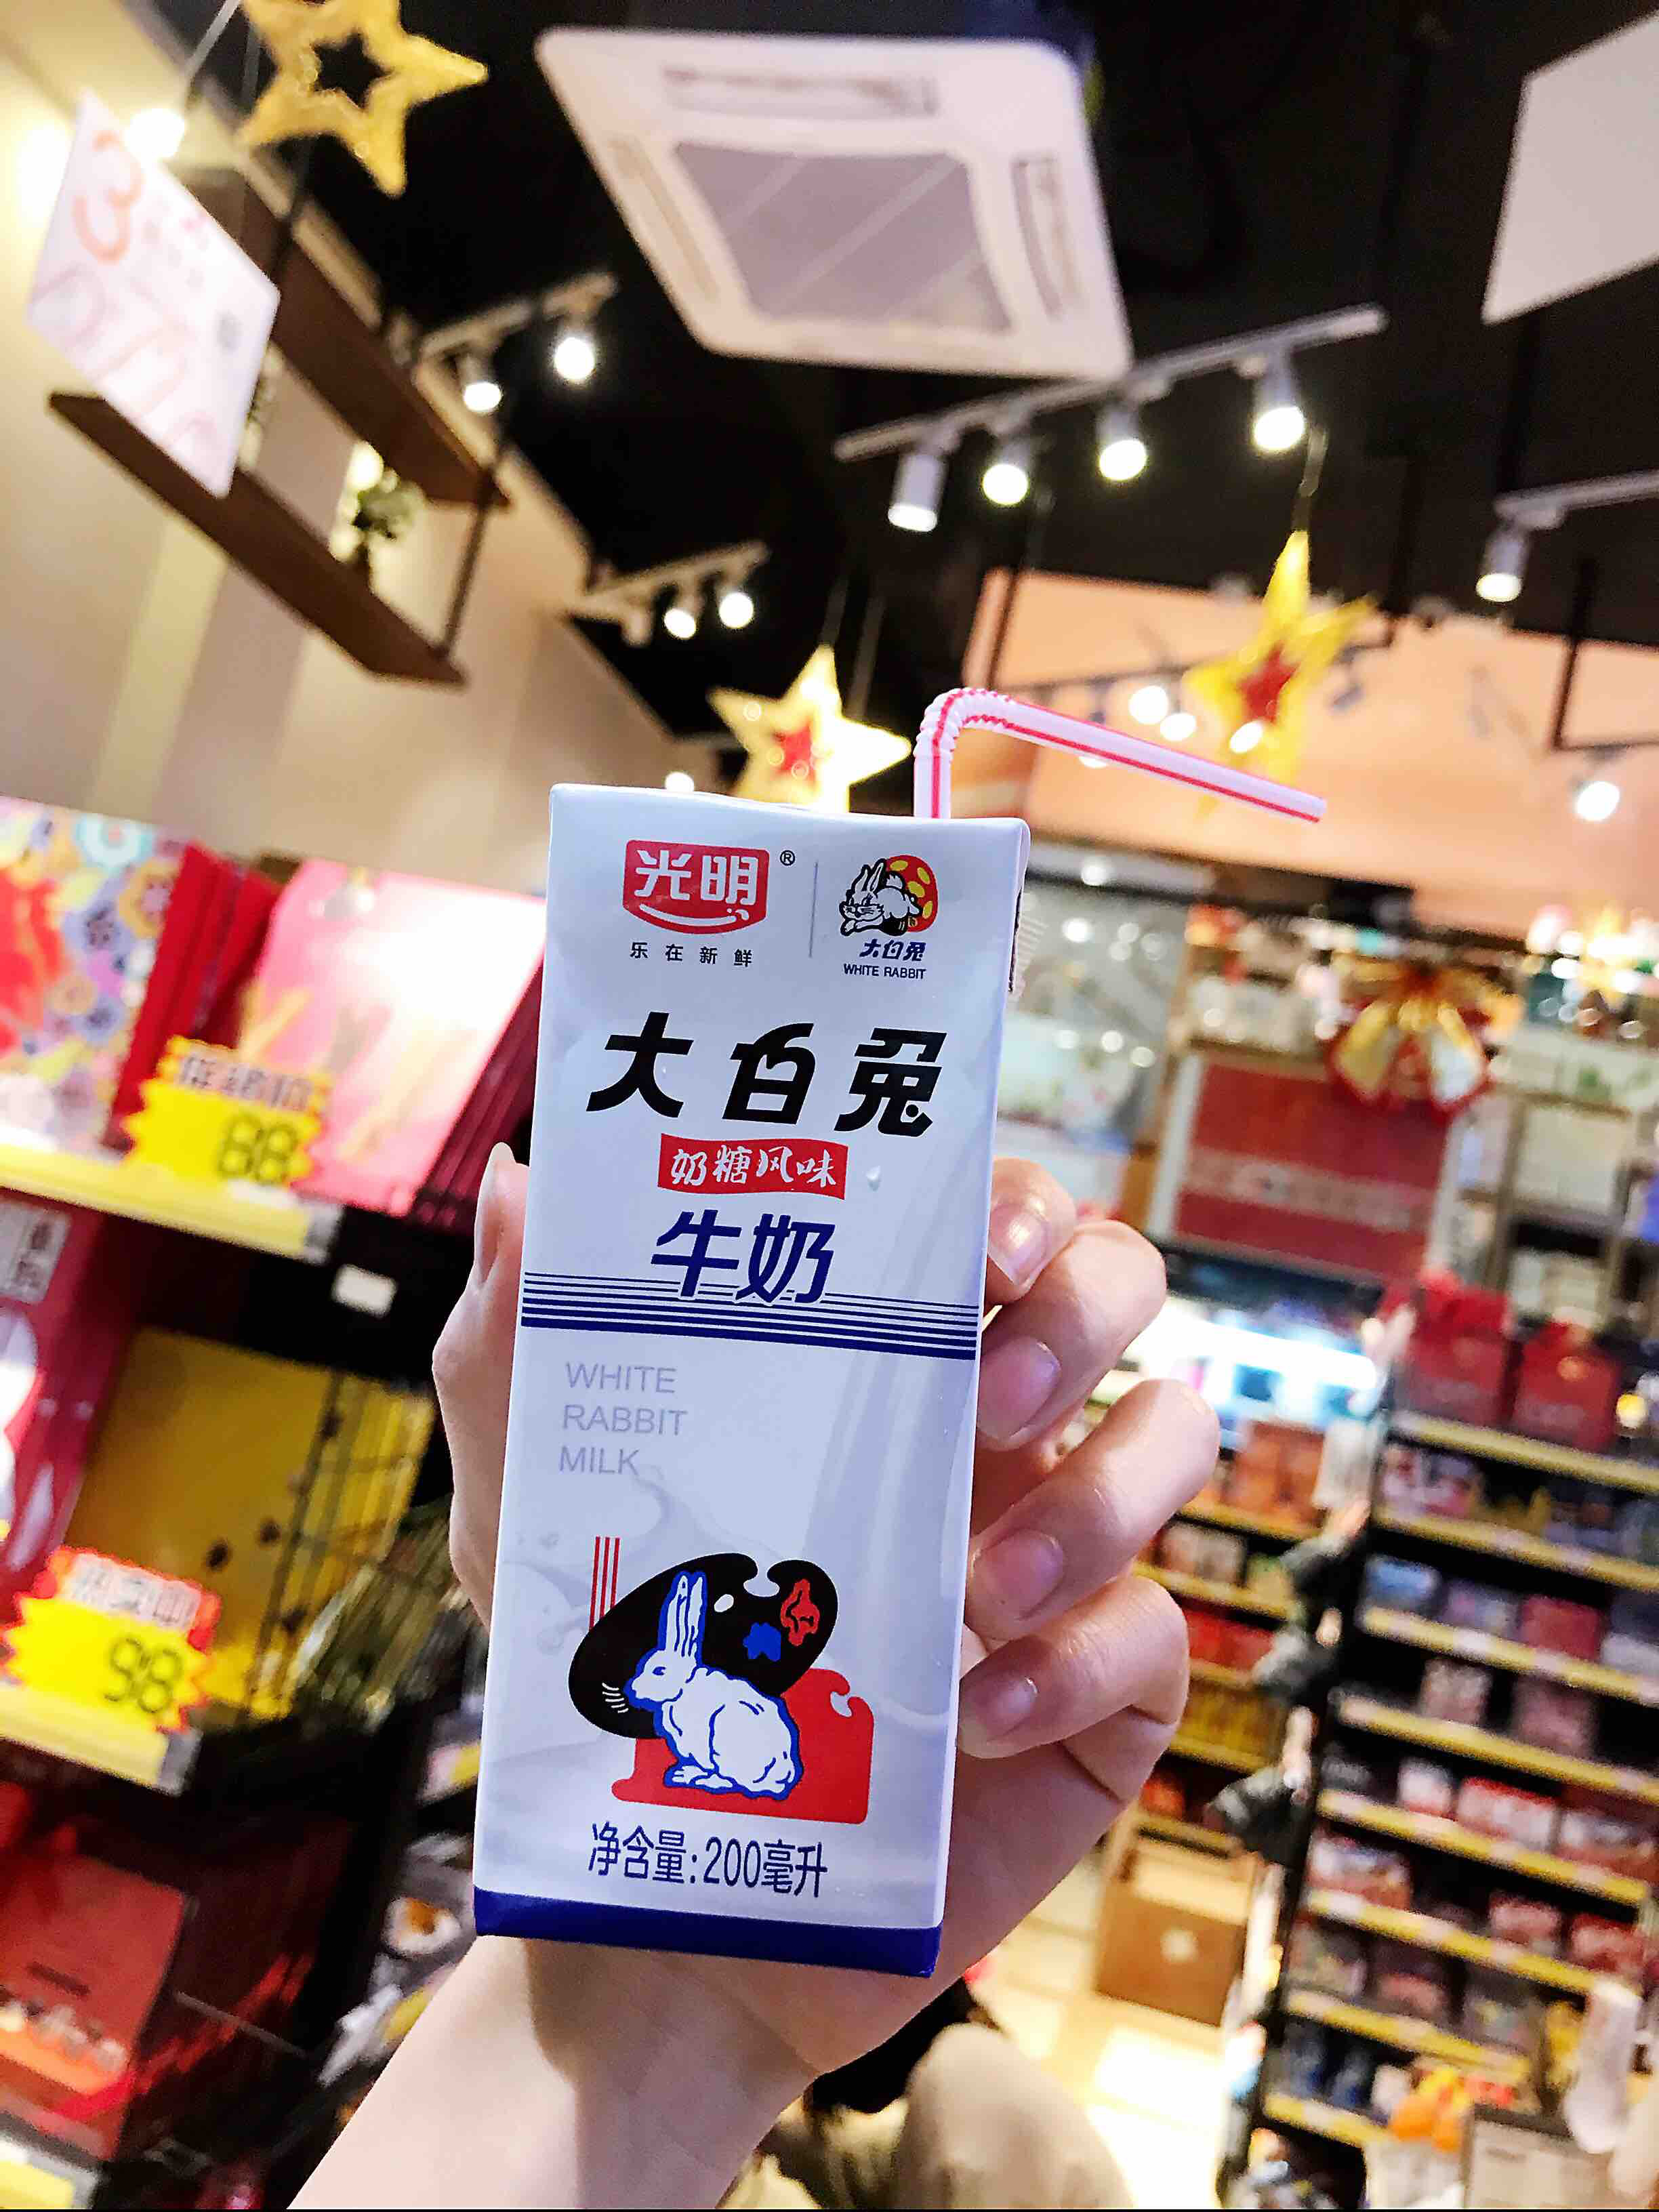 光明®
乐在新鲜
大白兔
WHITE RABBIT
大白兔
奶糖风味
牛奶
WHITE
RABBIT
MILK
净含量:200毫升
88
98